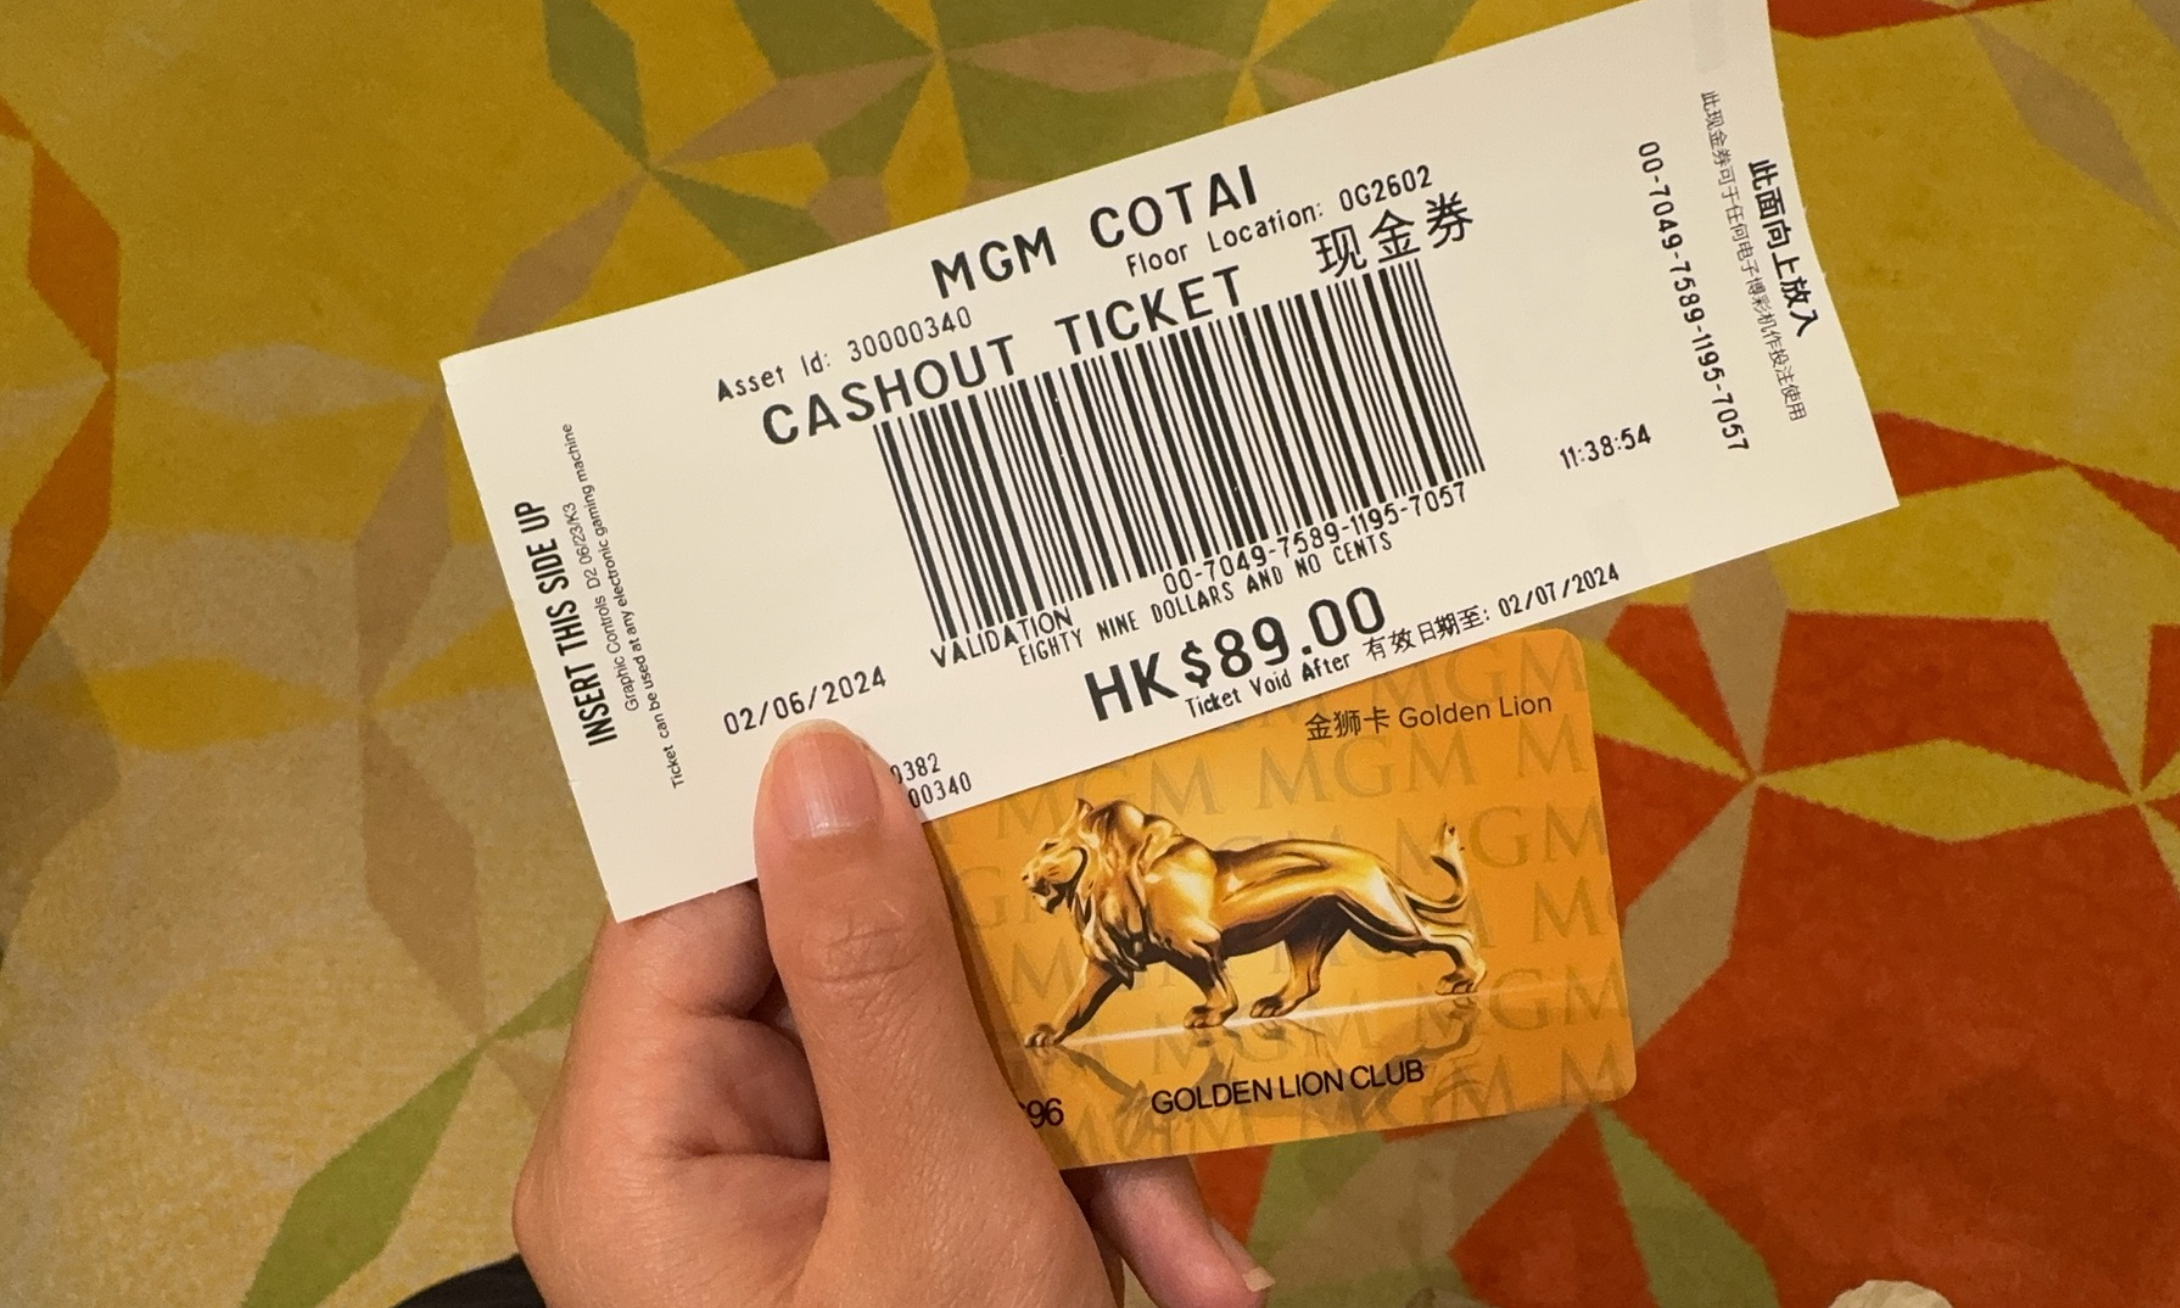 MGM COTAI
Floor Location: 0G2602
Asset Id: 30000340
CASHOUT TICKET 现金券
00-7049-7589-1195-7057
VALIDATION
EIGHTY NINE DOLLARS AND NO CENTS
02/06/2024
11:38:54
HK$89.00
Ticket Void After 有效日期至: 02/07/2024
0382
00340
INSERT THIS SIDE UP
Graphic Controls D2 06/23/K3
Ticket can be used at any electronic gaming machine
00-7049-7589-1195-7057
此现金券可于任何电子博彩机作投注使用
此面向上放入
金狮卡 Golden Lion
MGM MGM M
GOLDEN LION CLUB
96